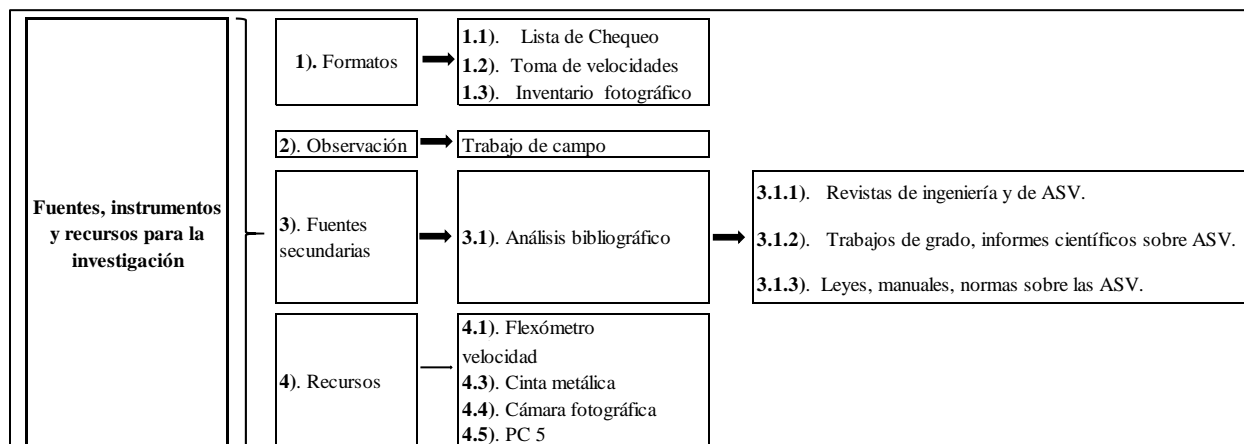 Fuentes, instrumentos
y recursos para la
investigación
1). Formatos
1.1). Lista de Chequeo
1.2). Toma de velocidades
1.3). Inventario fotográfico
2). Observación
Trabajo de campo
3). Fuentes
secundarias
3.1). Análisis bibliográfico
3.1.1). Revistas de ingeniería y de ASV.
3.1.2). Trabajos de grado, informes científicos sobre ASV.
3.1.3). Leyes, manuales, normas sobre las ASV.
4). Recursos
4.1). Flexómetro
velocidad
4.3). Cinta metálica
4.4). Cámara fotográfica
4.5). PC 5